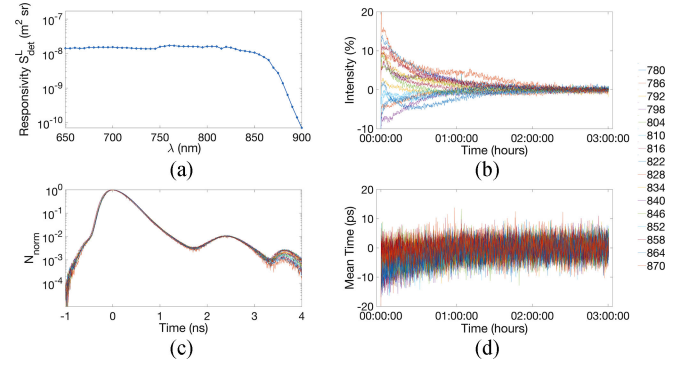 10^-7
10^-8
10^-9
10^-10
Responsivity S^L_det (m² sr)
650 700 750 800 850 900
λ (nm)
(a)
20
10
0
-10
Intensity (%)
00:00:00 01:00:00 02:00:00 03:00:00
Time (hours)
(b)
10^0
10^-1
10^-2
10^-3
10^-4
N_norm
-1 0 1 2 3 4
Time (ns)
(c)
20
10
0
-10
-20
Mean Time (ps)
00:00:00 01:00:00 02:00:00 03:00:00
Time (hours)
(d)
780
786
792
798
804
810
816
822
828
834
840
846
852
858
864
870